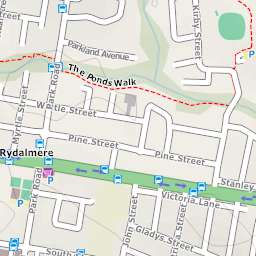 Kirby Street
Parkland Avenue
The Ponds Walk
Park Road
Myrtle Street
Wattle Street
Pine Street
Pine Street
Rydalmere
Park Road
Stanley
Victoria Lane
John Street
Gladys Street
South
P
P
P